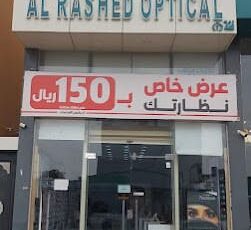 AL RASHED OPTICAL
عرض خاص
نظارتك
بـ 150 ريال